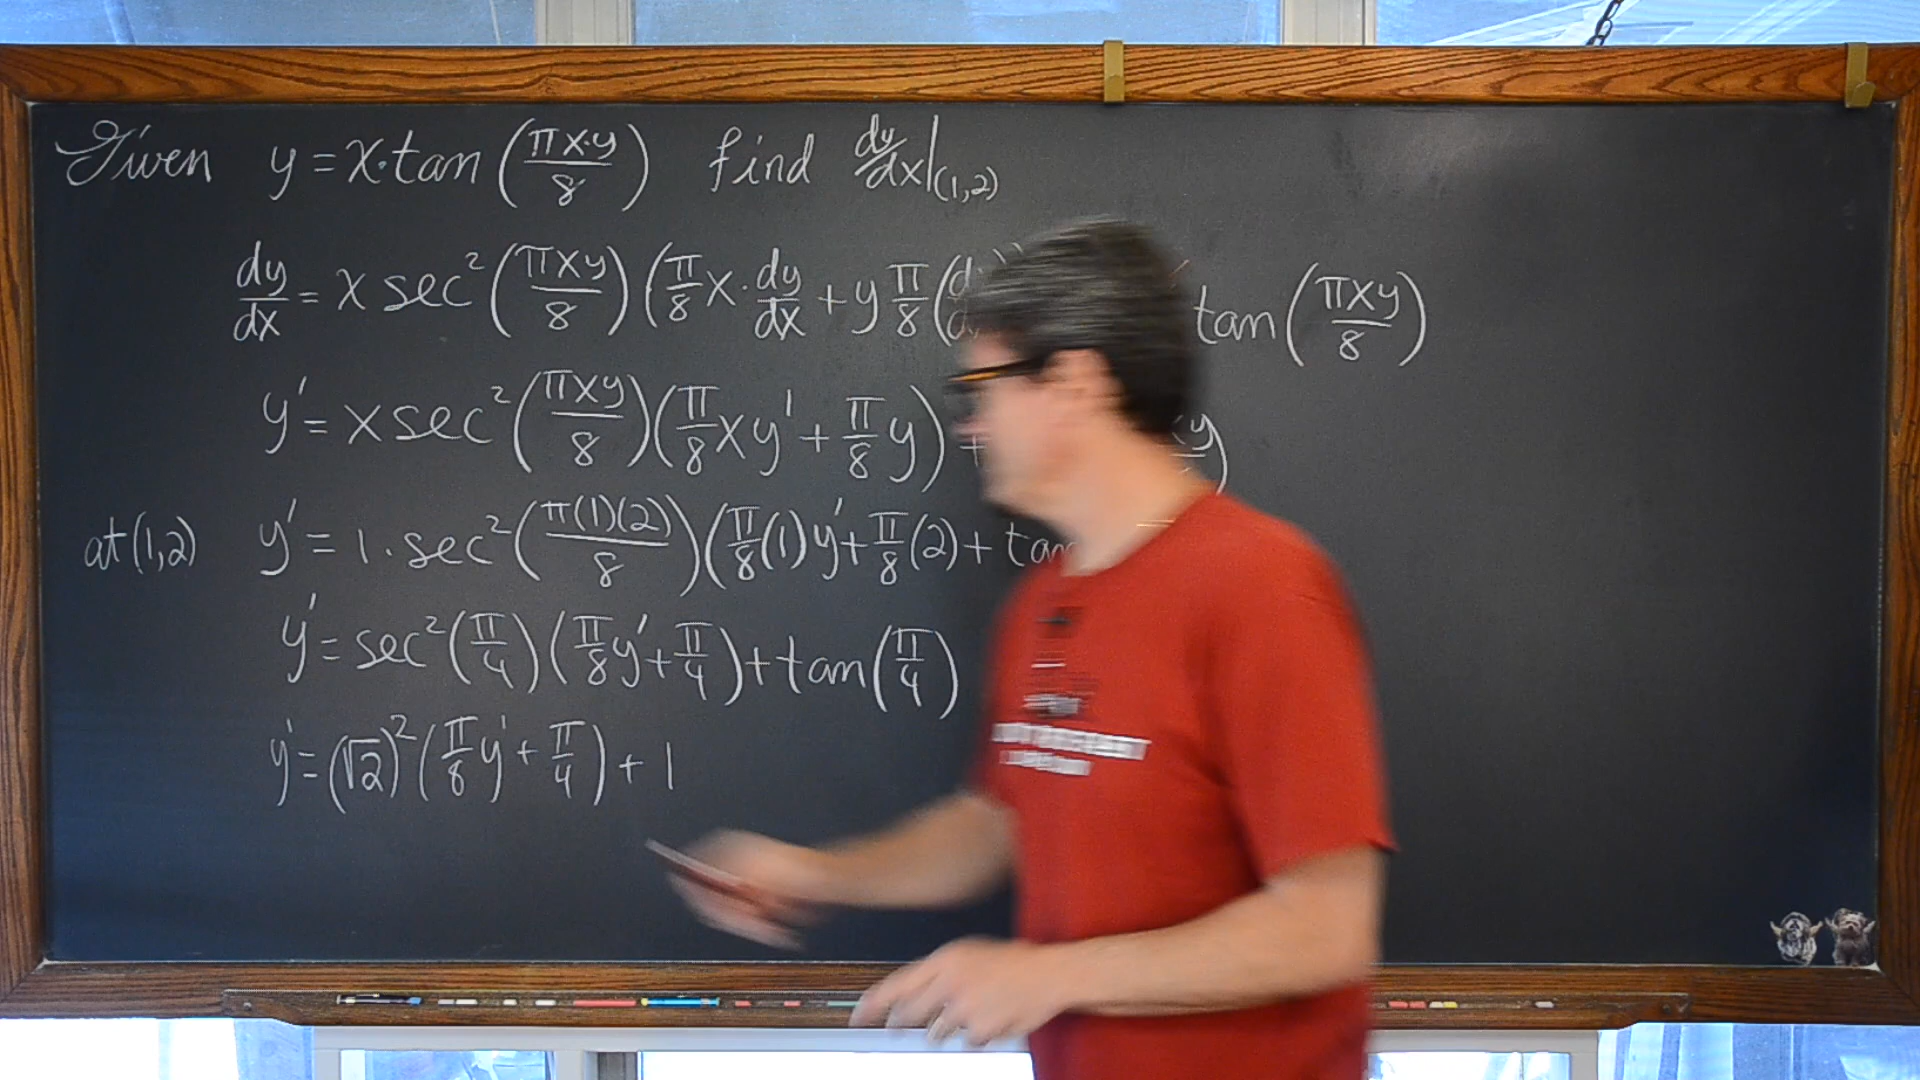 Given y = x·tan(πx·y/8) find dy/dx|(1,2)
dy/dx = x sec²(πxy/8)(π/8 x·dy/dx + y π/8 (d tan(πxy/8)
y' = x sec²(πxy/8)(π/8 xy' + π/8 y) +
at (1,2) y' = 1·sec²(π(1)(2)/8)(π/8 (1)y' + π/8 (2) + tan
y' = sec²(π/4)(π/8 y' + π/4) + tan(π/4)
y' = (√2)²(π/8 y' + π/4) + 1